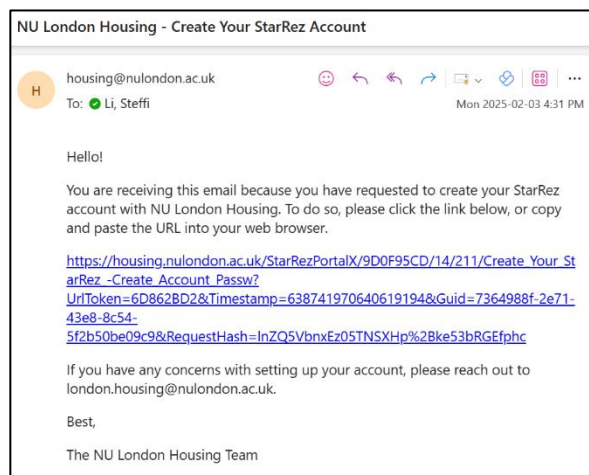 NU London Housing - Create Your StarRez Account
H
housing@nulondon.ac.uk
To: Li, Steffi
Mon 2025-02-03 4:31 PM
Hello!
You are receiving this email because you have requested to create your StarRez
account with NU London Housing. To do so, please click the link below, or copy
and paste the URL into your web browser.
https://housing.nulondon.ac.uk/StarRezPortalX/9D0F95CD/14/211/Create_Your_St
arRez_-Create_Account_Passw?
UrlToken=6D862BD2&Timestamp=638741970640619194&Guid=7364988f-2e71-
43e8-8c54-
5f2b50be09c9&RequestHash=InZQ5VbnxEz05TNSXHp%2Bke53bRGEfphc
If you have any concerns with setting up your account, please reach out to
london.housing@nulondon.ac.uk.
Best,
The NU London Housing Team